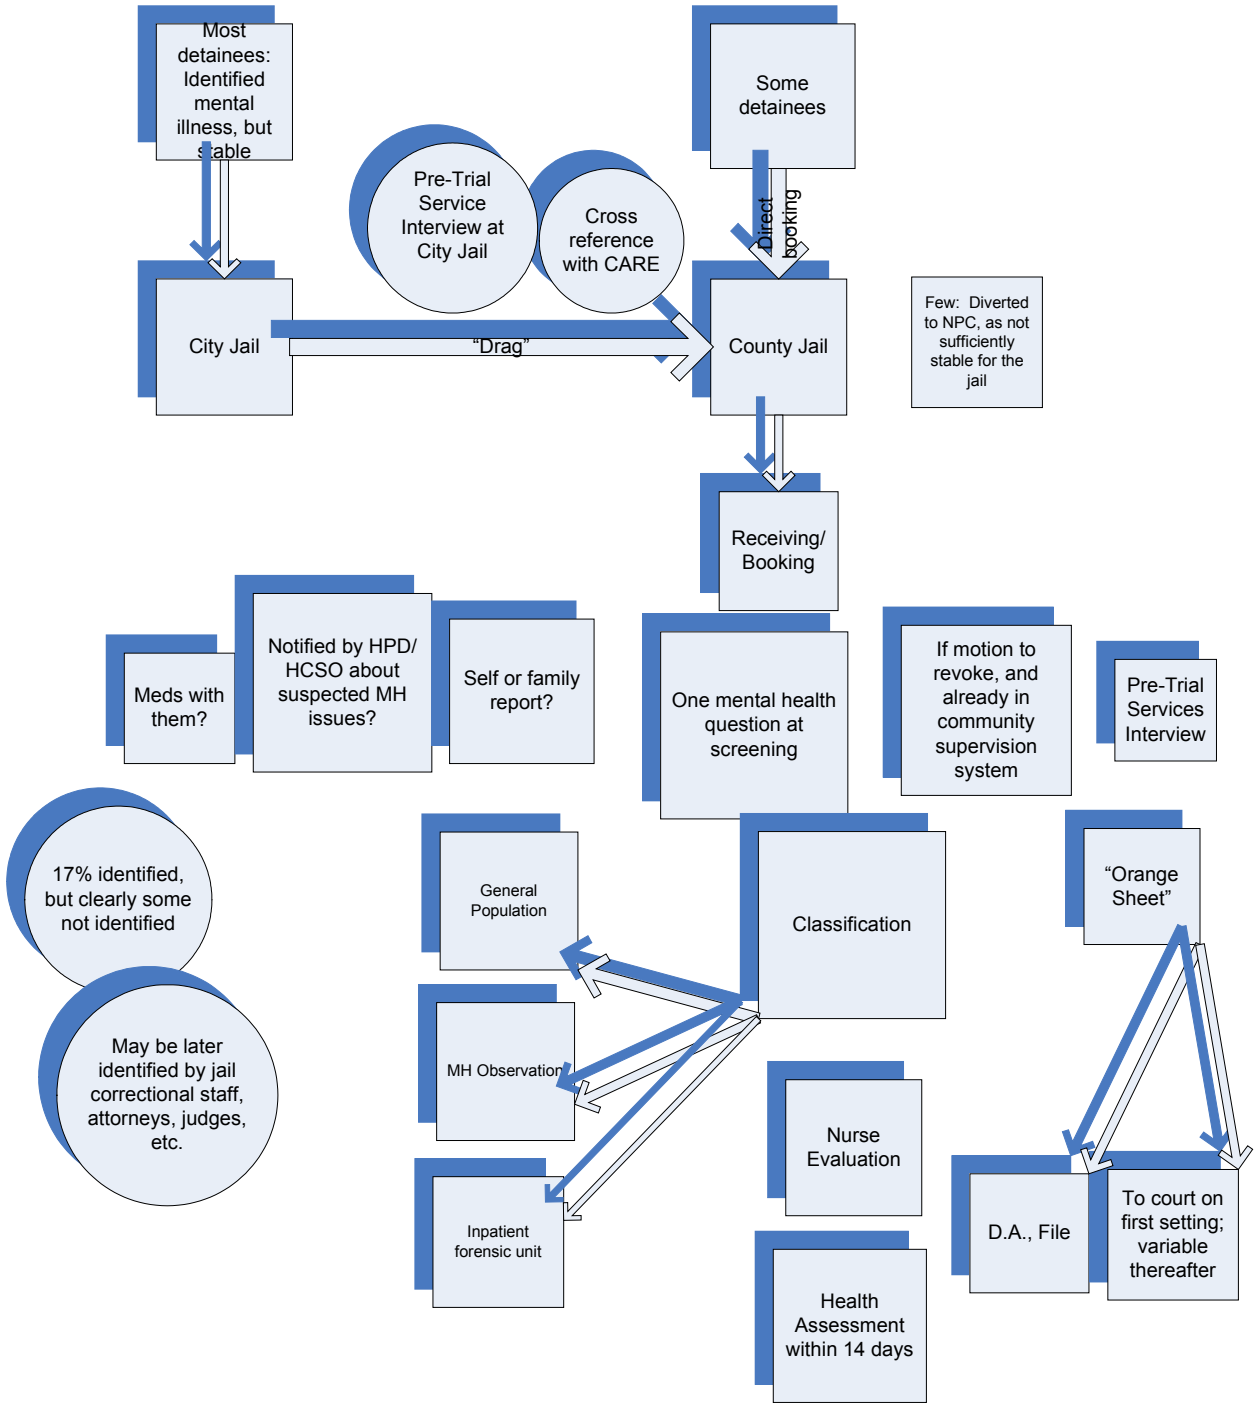 Most
detainees:
Identified
mental
illness, but
stable
Some
detainees
Pre-Trial
Service
Interview at
City Jail
Cross
reference
with CARE
Direct
booking
City Jail
“Drag”
County Jail
Few: Diverted
to NPC, as not
sufficiently
stable for the
jail
Receiving/
Booking
Meds with
them?
Notified by HPD/
HCSO about
suspected MH
issues?
Self or family
report?
One mental health
question at
screening
If motion to
revoke, and
already in
community
supervision
system
Pre-Trial
Services
Interview
17% identified,
but clearly some
not identified
General
Population
Classification
“Orange
Sheet”
May be later
identified by jail
correctional staff,
attorneys, judges,
etc.
MH Observation
Nurse
Evaluation
Inpatient
forensic unit
D.A., File
To court on
first setting;
variable
thereafter
Health
Assessment
within 14 days